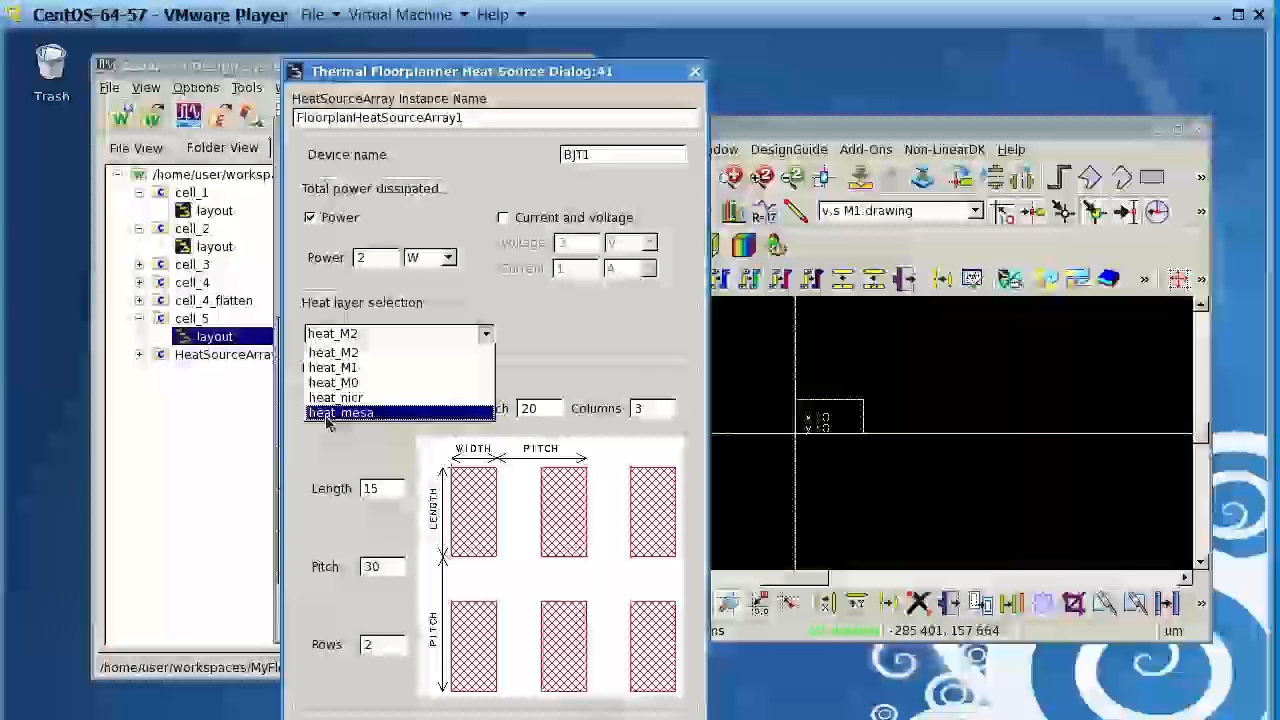 CentOS-64-57 - VMware Player File Virtual Machine Help
Trash
File View Options Tools
File View Folder View
/home/user/worksp
cell_1
layout
cell_2
layout
cell_3
cell_4
cell_4_flatten
cell_5
layout
HeatSourceArray
/home/user/workspaces/MyFlo
Thermal Floorplanner Heat Source Dialog:41
HeatSourceArray Instance Name
FloorplanHeatSourceArray1
Device name BJT1
Total power dissipated
Power Current and voltage
Power 2 W
Voltage 3 V
Current 1 A
Heat layer selection
heat_M2
heat_M2
heat_M1
heat_M0
heat_nicr
heat_mesa
20 Columns 3
WIDTH PITCH
Length 15 LENGTH
Pitch 30
Rows 2 PITCH
dow DesignGuide Add-Ons Non-LinearDK Help
v,s M1.drawing
x : 0
y : 0
ns -285.401, 157.664 um